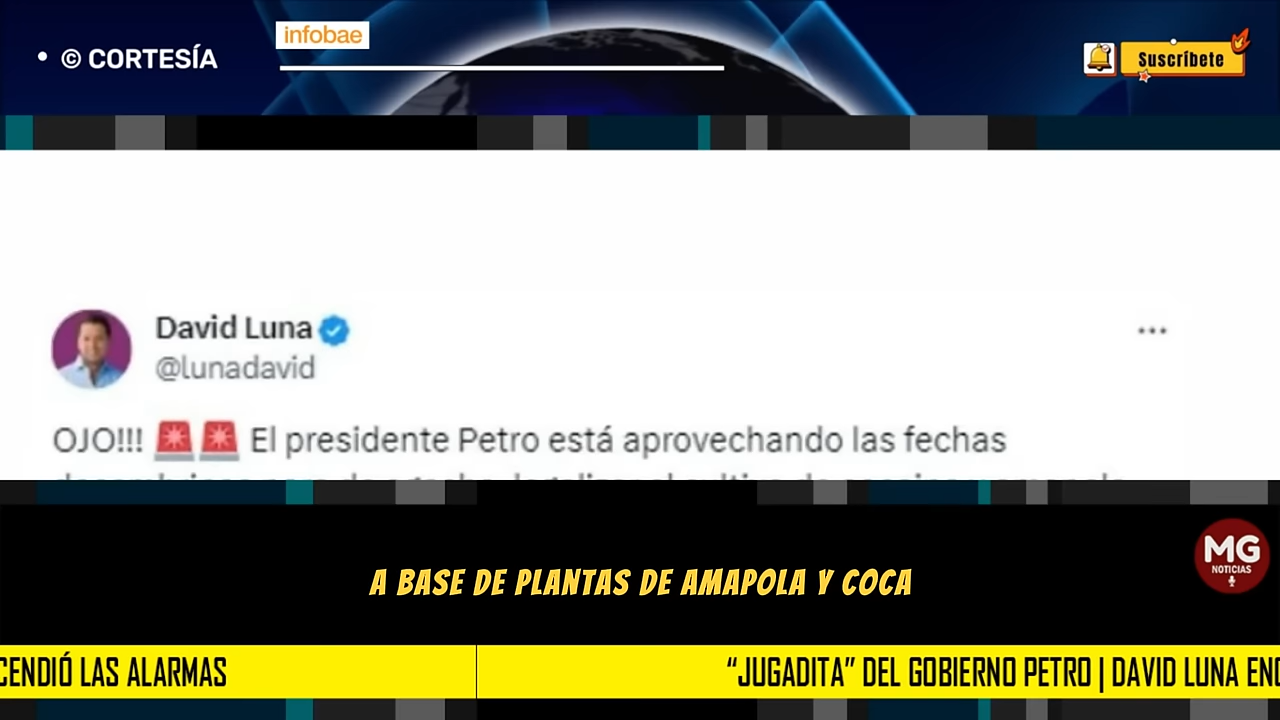 infobae
• © CORTESÍA
Suscríbete
David Luna
@lunadavid
OJO!!! 🚨🚨 El presidente Petro está aprovechando las fechas
A BASE DE PLANTAS DE AMAPOLA Y COCA
MG
NOTICIAS
CENDIÓ LAS ALARMAS
“JUGADITA” DEL GOBIERNO PETRO | DAVID LUNA ENC